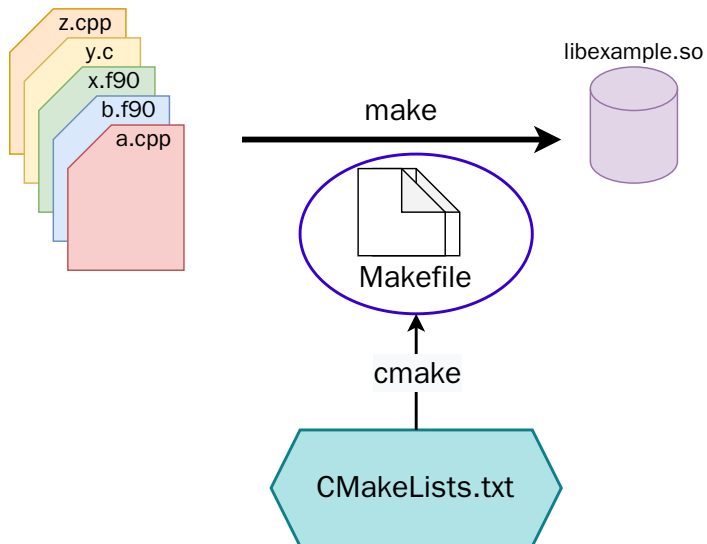 z.cpp
y.c
x.f90
b.f90
a.cpp
make
libexample.so
Makefile
cmake
CMakeLists.txt